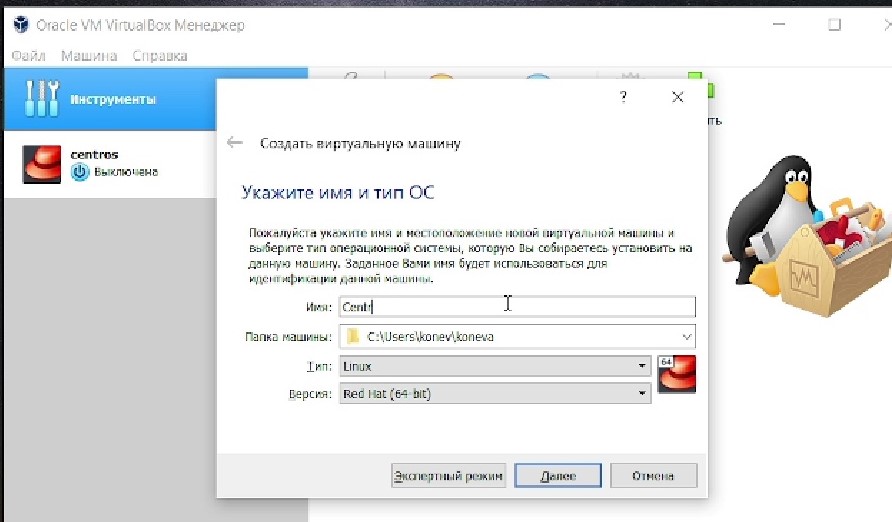 Oracle VM VirtualBox Менеджер
Файл Машина Справка
Инструменты
ть
centros
Выключена
?
Создать виртуальную машину
Укажите имя и тип ОС
Пожалуйста укажите имя и местоположение новой виртуальной машины и
выберите тип операционной системы, которую Вы собираетесь установить на
данную машину. Заданное Вами имя будет использоваться для
идентификации данной машины.
Имя: Centr
Папка машины: C:\Users\konev\koneva
Тип: Linux
64
Версия: Red Hat (64-bit)
Экспертный режим Далее Отмена